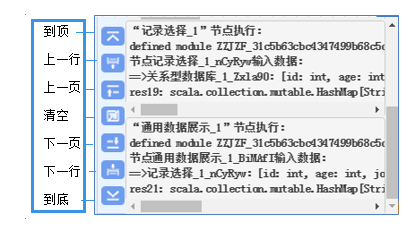 到顶
上一行
上一页
清空
下一页
下一行
到底
“记录选择_1”节点执行:
defined module ZZJZF_31c5b63cbc4347499b68c5d
节点记录选择_1_nCyRyw输入数据:
==>关系型数据库_1_Zxla90: [id: int, age: int
res19: scala.collection.mutable.HashMap[Stri
“通用数据展示_1”节点执行:
defined module ZZJZF_31c5b63cbc4347499b68c5d
节点通用数据展示_1_BiMAfI输入数据:
==>记录选择_1_nCyRyw: [id: int, age: int, jo
res21: scala.collection.mutable.HashMap[Stri